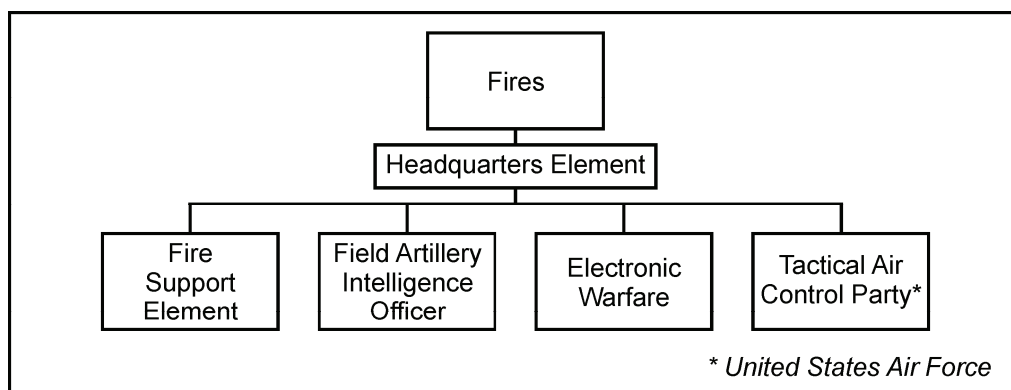 Fires
Headquarters Element
Fire
Support
Element
Field Artillery
Intelligence
Officer
Electronic
Warfare
Tactical Air
Control Party*
* United States Air Force